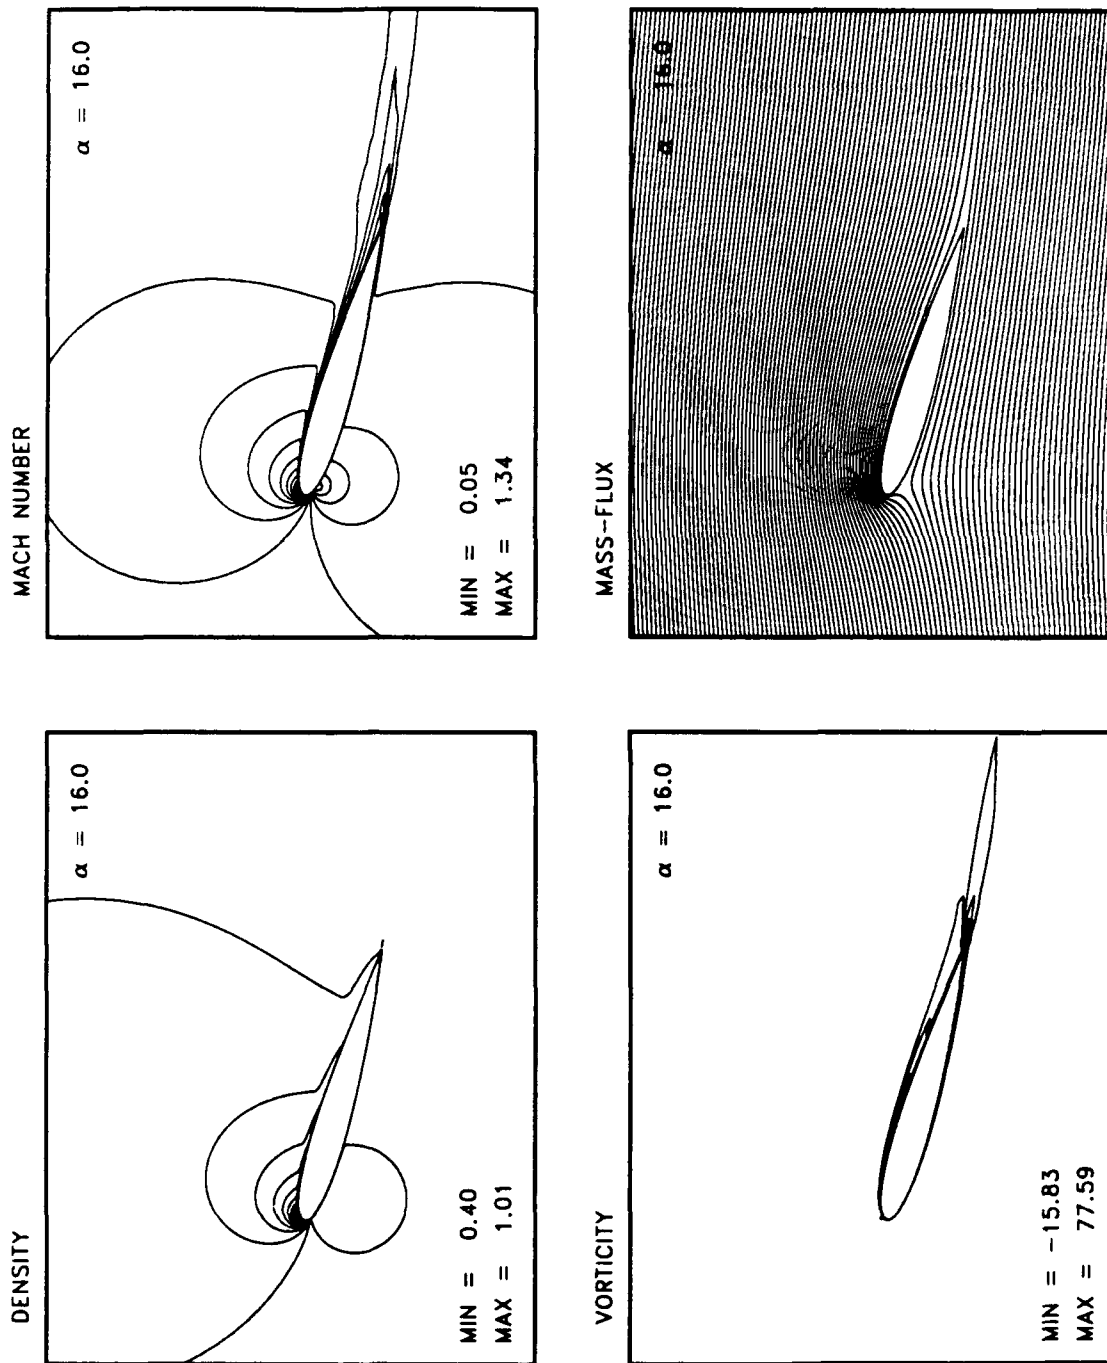 DENSITY
α = 16.0
MIN = 0.40
MAX = 1.01
MACH NUMBER
α = 16.0
MIN = 0.05
MAX = 1.34
VORTICITY
α = 16.0
MIN = -15.83
MAX = 77.59
MASS-FLUX
α = 16.0